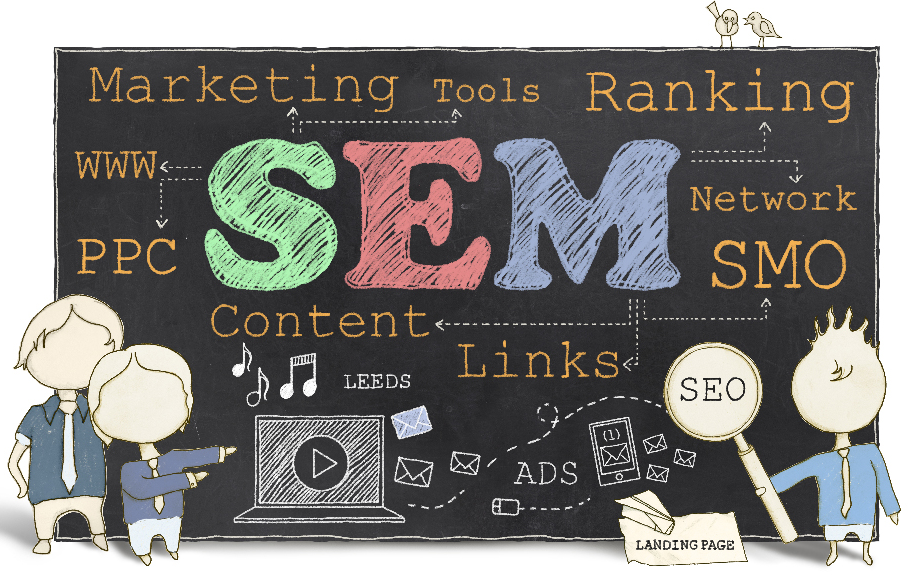 Marketing
Tools
Ranking
WWW
SEM
Network
PPC
SMO
Content
Links
LEEDS
SEO
(1)
ADS
LANDING PAGE